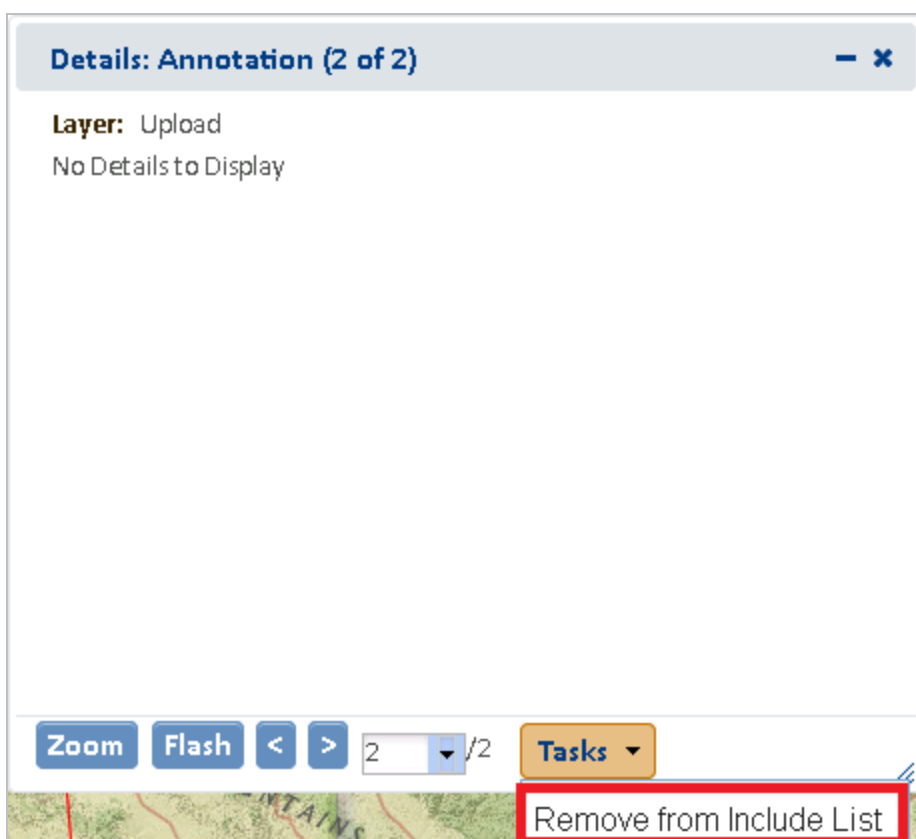 Details: Annotation (2 of 2)
Layer: Upload
No Details to Display
Zoom Flash < > 2 /2 Tasks
Remove from Include List